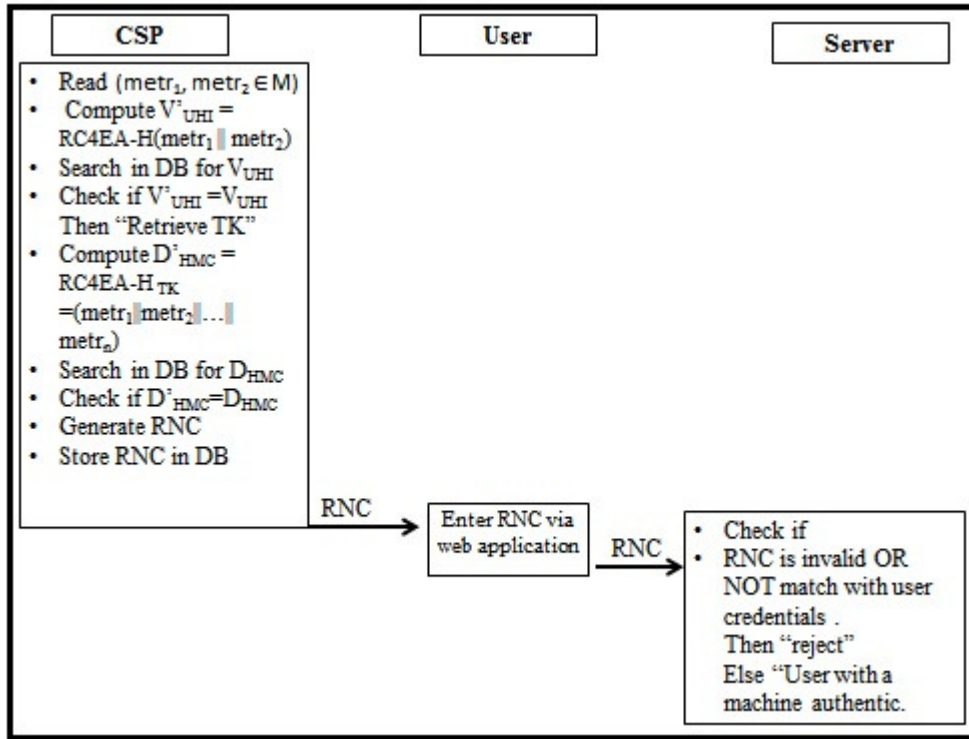 CSP
User
Server
• Read (metr₁, metr₂ ∈ M)
• Compute V’UHI =
RC4EA-H(metr₁ || metr₂)
• Search in DB for VUHI
• Check if V’UHI =VUHI
Then “Retrieve TK”
• Compute D’HMC =
RC4EA-HTK
=(metr₁||metr₂||…||
metrn)
• Search in DB for DHMC
• Check if D’HMC=DHMC
• Generate RNC
• Store RNC in DB
RNC
Enter RNC via
web application
RNC
• Check if
• RNC is invalid OR
NOT match with user
credentials .
Then “reject”
Else “User with a
machine authentic.